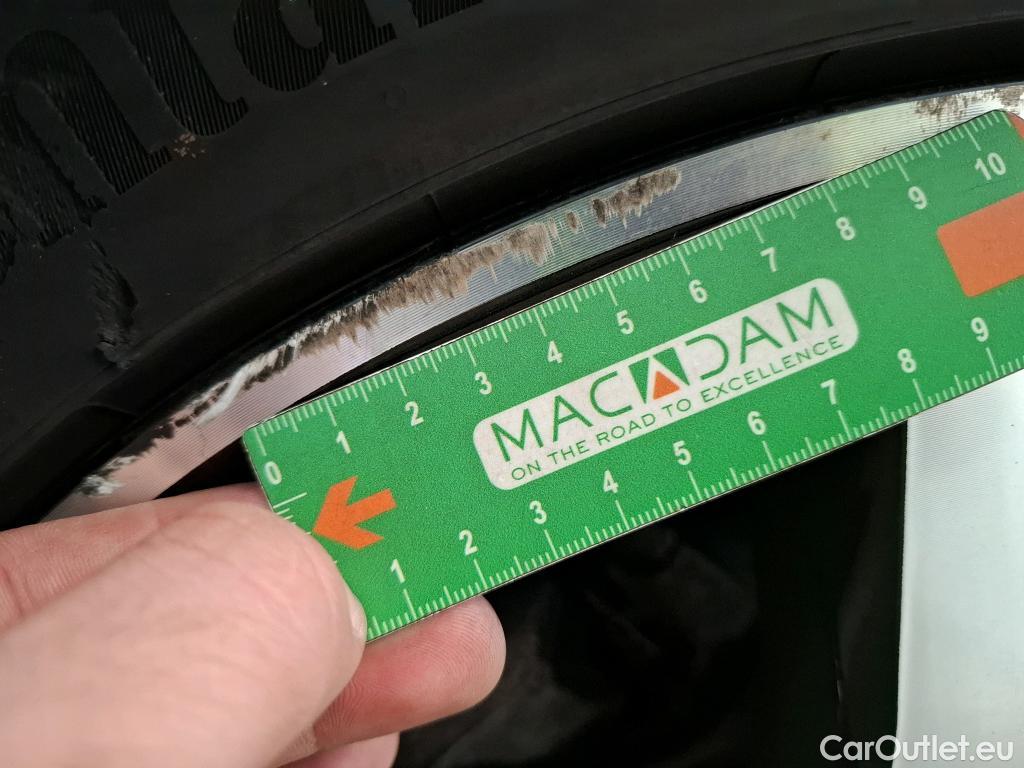 1 2 3 4 5 6 7 8 9 10
0
MACADAM
ON THE ROAD TO EXCELLENCE
1 2 3 4 5 6 7 8 9
CarOutlet.eu